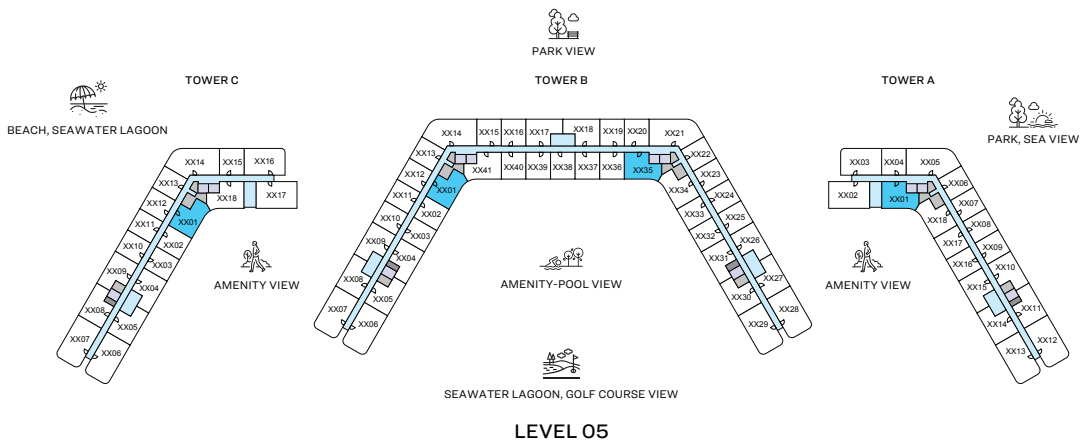 PARK VIEW
TOWER C
TOWER B
TOWER A
BEACH, SEAWATER LAGOON
PARK, SEA VIEW
XX14
XX15
XX16
XX13
XX12
XX11
XX10
XX09
XX08
XX07
XX17
XX18
XX01
XX02
XX03
XX04
XX05
XX06
AMENITY VIEW
XX14
XX15
XX16
XX17
XX18
XX19
XX20
XX21
XX13
XX12
XX11
XX10
XX09
XX08
XX07
XX41
XX40
XX39
XX38
XX37
XX36
XX35
XX01
XX02
XX03
XX04
XX05
XX06
XX22
XX23
XX24
XX25
XX26
XX27
XX28
XX34
XX33
XX32
XX31
XX30
XX29
AMENITY-POOL VIEW
XX03
XX04
XX05
XX02
XX01
XX06
XX07
XX08
XX09
XX10
XX11
XX12
XX18
XX17
XX16
XX15
XX14
XX13
AMENITY VIEW
SEAWATER LAGOON, GOLF COURSE VIEW
LEVEL 05